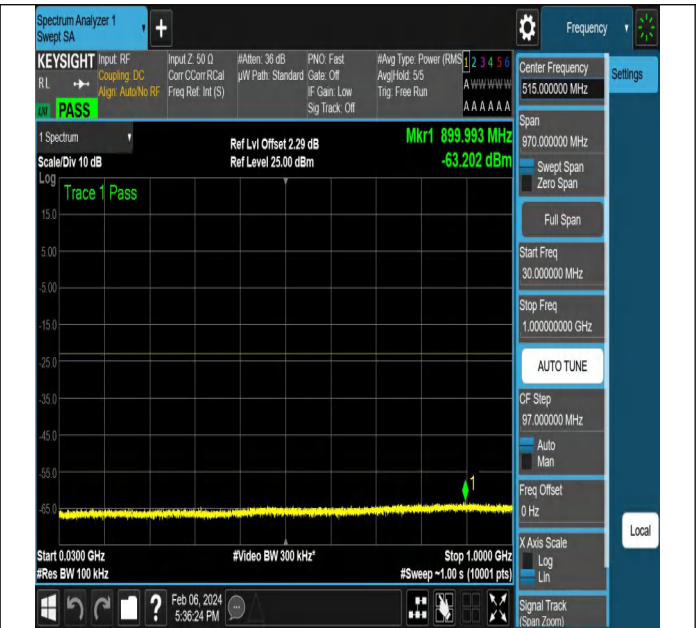 Spectrum Analyzer 1
Swept SA
+
Frequency
KEYSIGHT
RL
PASS
Input: RF
Coupling: DC
Align: Auto/No RF
Input Z: 50 Ω
Corr CCorr RCal
Freq Ref: Int (S)
#Atten: 36 dB
µW Path: Standard
PNO: Fast
Gate: Off
IF Gain: Low
Sig Track: Off
#Avg Type: Power (RMS
Avg|Hold: 5/5
Trig: Free Run
1 2 3 4 5 6
A W W W W W
A A A A A A
1 Spectrum
Scale/Div 10 dB
Ref Lvl Offset 2.29 dB
Ref Level 25.00 dBm
Mkr1 899.993 MHz
-63.202 dBm
Log
Trace 1 Pass
15.0
5.00
-5.00
-15.0
-25.0
-35.0
-45.0
-55.0
-65.0
1
Start 0.0300 GHz
#Res BW 100 kHz
#Video BW 300 kHz*
Stop 1.0000 GHz
#Sweep ~1.00 s (10001 pts)
?
Feb 06, 2024
5:36:24 PM
Center Frequency
515.000000 MHz
Settings
Span
970.000000 MHz
Swept Span
Zero Span
Full Span
Start Freq
30.000000 MHz
Stop Freq
1.000000000 GHz
AUTO TUNE
CF Step
97.000000 MHz
Auto
Man
Freq Offset
0 Hz
X Axis Scale
Log
Lin
Local
Signal Track
(Span Zoom)